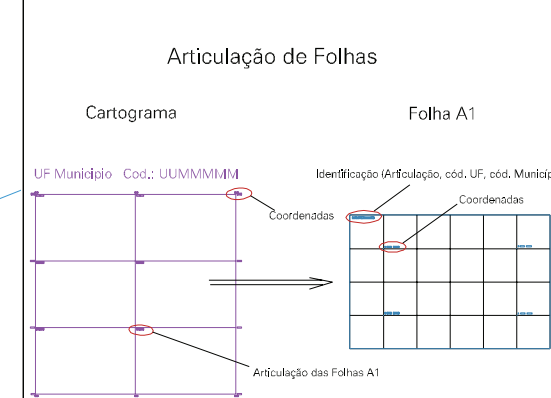 Articulação de Folhas
Cartograma
Folha A1
UF Municipio Cod.: UUMMMMM
Identificação (Articulação, cód. UF, cód. Municíp
Coordenadas
Coordenadas
Articulação das Folhas A1